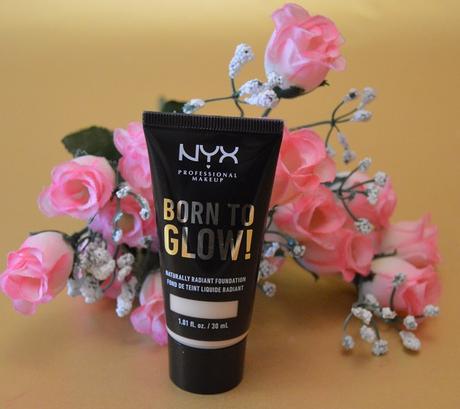 NYX
PROFESSIONAL
MAKEUP
BORN TO
GLOW!
NATURALLY RADIANT FOUNDATION
FOND DE TEINT LIQUIDE RADIANT
1.01 fl. oz. / 30 mL